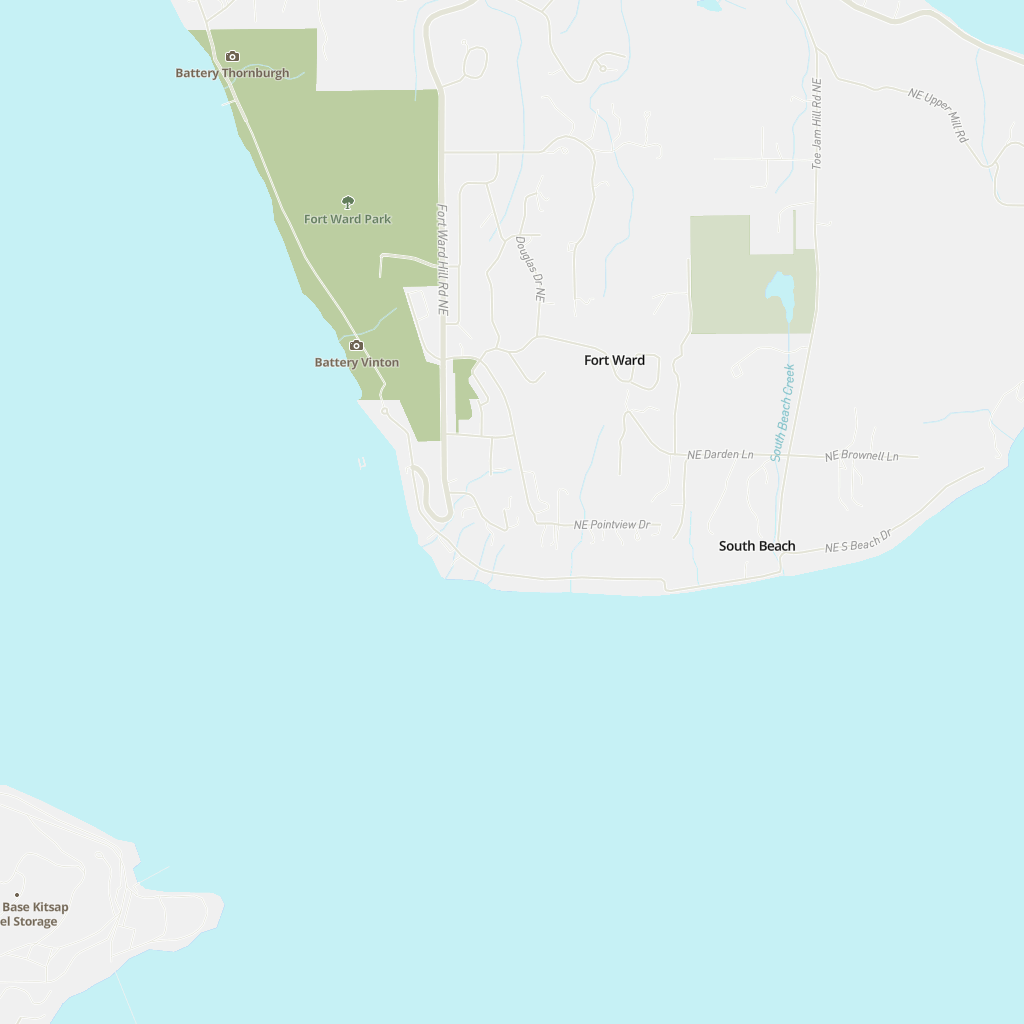 Battery Thornburgh
NE Upper Mill Rd
Toe Jam Hill Rd NE
Fort Ward Park
Fort Ward Hill Rd NE
Douglas Dr NE
Battery Vinton
Fort Ward
South Beach Creek
NE Darden Ln
NE Brownell Ln
NE Pointview Dr
South Beach
NE S Beach Dr
Base Kitsap
el Storage